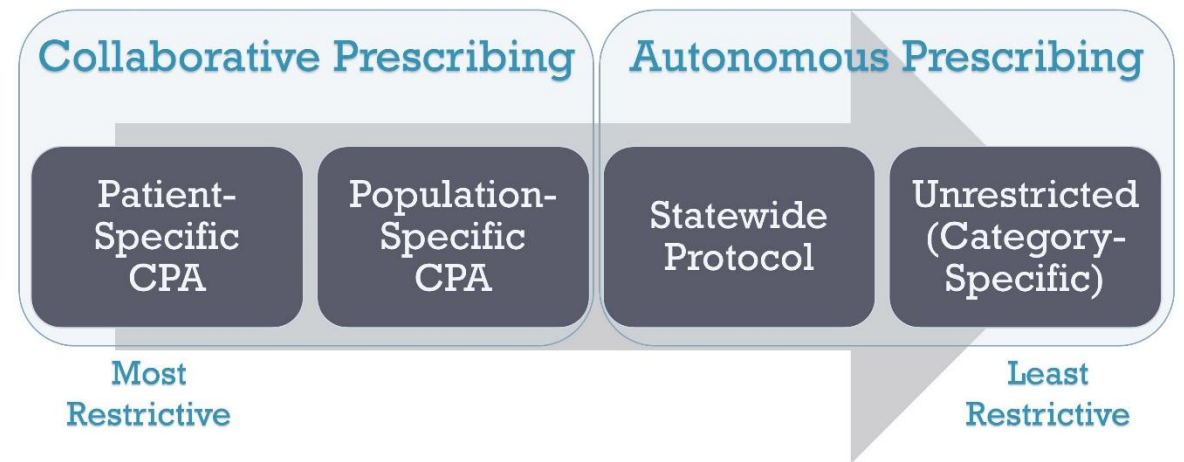 Collaborative Prescribing
Autonomous Prescribing
Patient-
Specific
CPA
Population-
Specific
CPA
Statewide
Protocol
Unrestricted
(Category-
Specific)
Most
Restrictive
Least
Restrictive